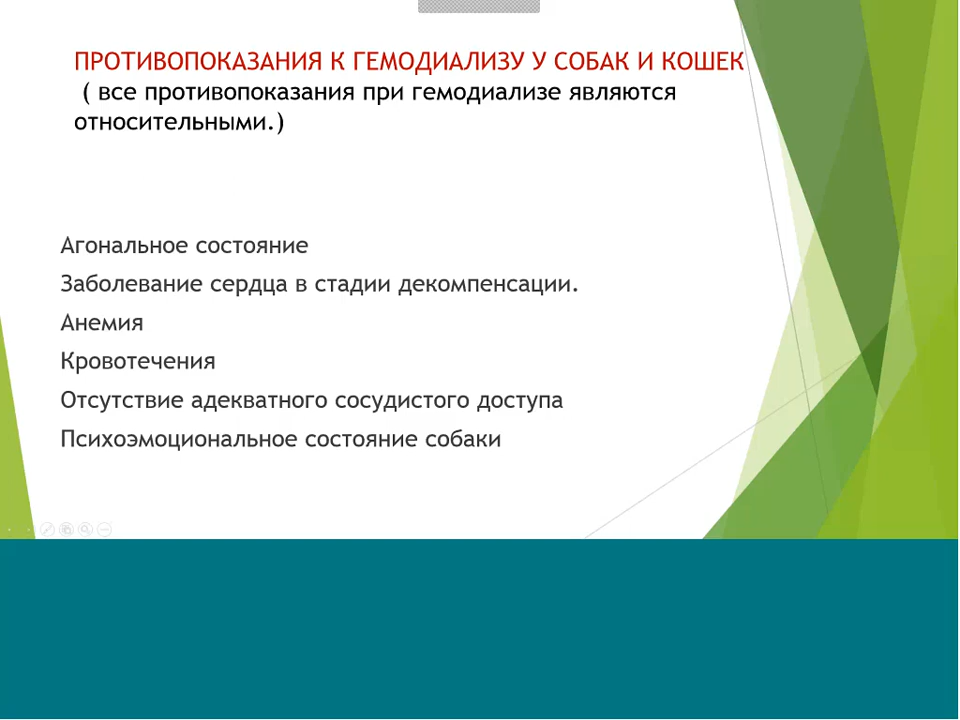 ПРОТИВОПОКАЗАНИЯ К ГЕМОДИАЛИЗУ У СОБАК И КОШЕК
( все противопоказания при гемодиализе являются
относительными.)
Агональное состояние
Заболевание сердца в стадии декомпенсации.
Анемия
Кровотечения
Отсутствие адекватного сосудистого доступа
Психоэмоциональное состояние собаки